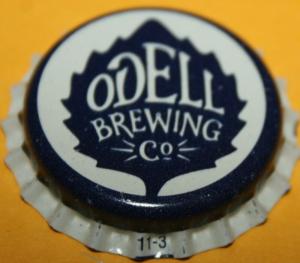 ODELL
BREWING
CO
11-3